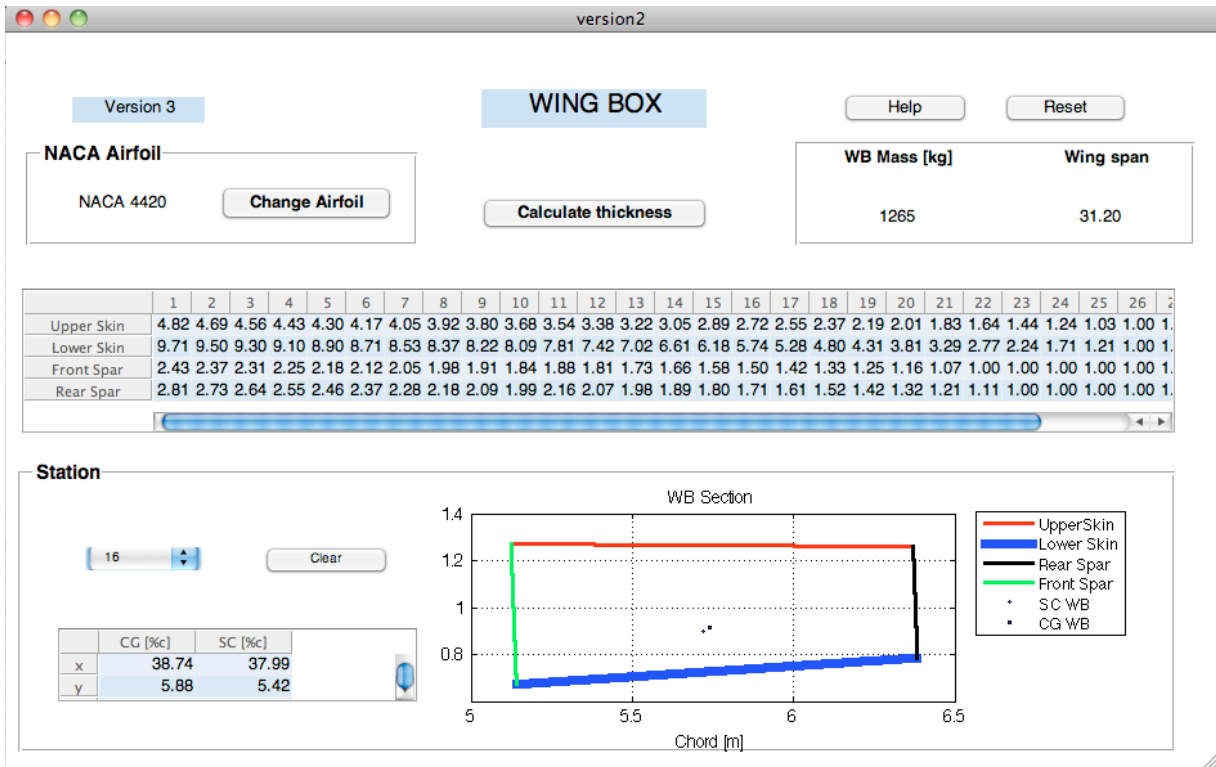 version2
Version 3
WING BOX
Help
Reset
NACA Airfoil
NACA 4420
Change Airfoil
Calculate thickness
WB Mass [kg] Wing span
1265 31.20
1 2 3 4 5 6 7 8 9 10 11 12 13 14 15 16 17 18 19 20 21 22 23 24 25 26 2
Upper Skin 4.82 4.69 4.56 4.43 4.30 4.17 4.05 3.92 3.80 3.68 3.54 3.38 3.22 3.05 2.89 2.72 2.55 2.37 2.19 2.01 1.83 1.64 1.44 1.24 1.03 1.00 1.
Lower Skin 9.71 9.50 9.30 9.10 8.90 8.71 8.53 8.37 8.22 8.09 7.81 7.42 7.02 6.61 6.18 5.74 5.28 4.80 4.31 3.81 3.29 2.77 2.24 1.71 1.21 1.00 1.
Front Spar 2.43 2.37 2.31 2.25 2.18 2.12 2.05 1.98 1.91 1.84 1.88 1.81 1.73 1.66 1.58 1.50 1.42 1.33 1.25 1.16 1.07 1.00 1.00 1.00 1.00 1.00 1.
Rear Spar 2.81 2.73 2.64 2.55 2.46 2.37 2.28 2.18 2.09 1.99 2.16 2.07 1.98 1.89 1.80 1.71 1.61 1.52 1.42 1.32 1.21 1.11 1.00 1.00 1.00 1.00 1.
Station
16
Clear
CG [%c] SC [%c]
x 38.74 37.99
y 5.88 5.42
WB Section
1.4
1.2
1
0.8
5 5.5 6 6.5
Chord [m]
UpperSkin
Lower Skin
Rear Spar
Front Spar
SC WB
CG WB